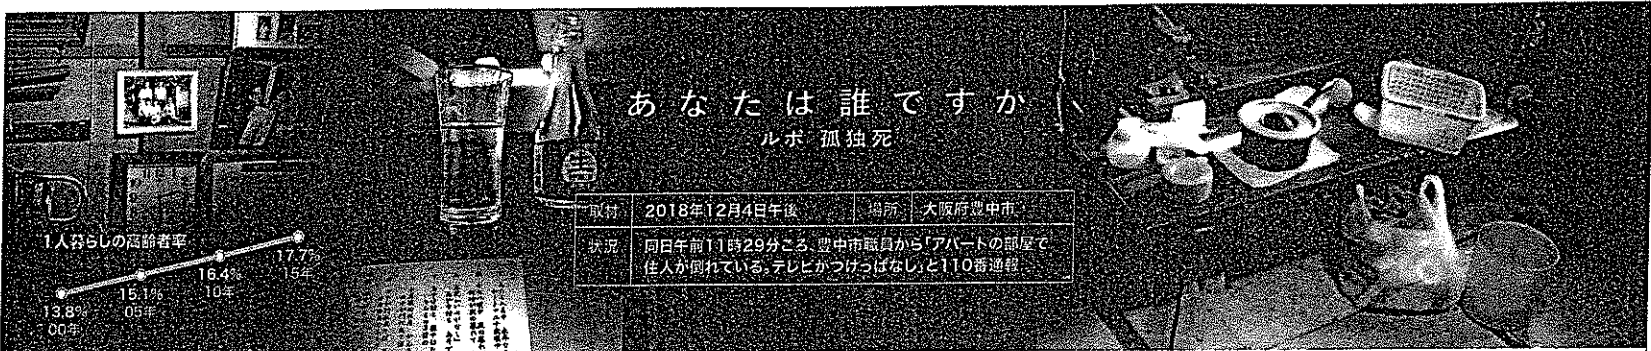 あなたは誰ですか
ルポ 孤独死
取付 2018年12月4日午後 場所 大阪府豊中市
状況 同日午前11時29分ごろ、豊中市職員から「アパートの部屋で
住人が倒れている。テレビがつけっぱなし」と110番通報
1人暮らしの高齢者率
13.8%
00年
15.1%
05年
16.4%
10年
17.7%
15年
生